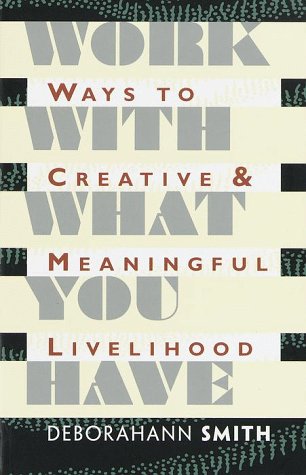 WORK
WAYS TO
WITH
CREATIVE &
WHAT
MEANINGFUL
YOU
LIVELIHOOD
HAVE
DEBORAHANN SMITH